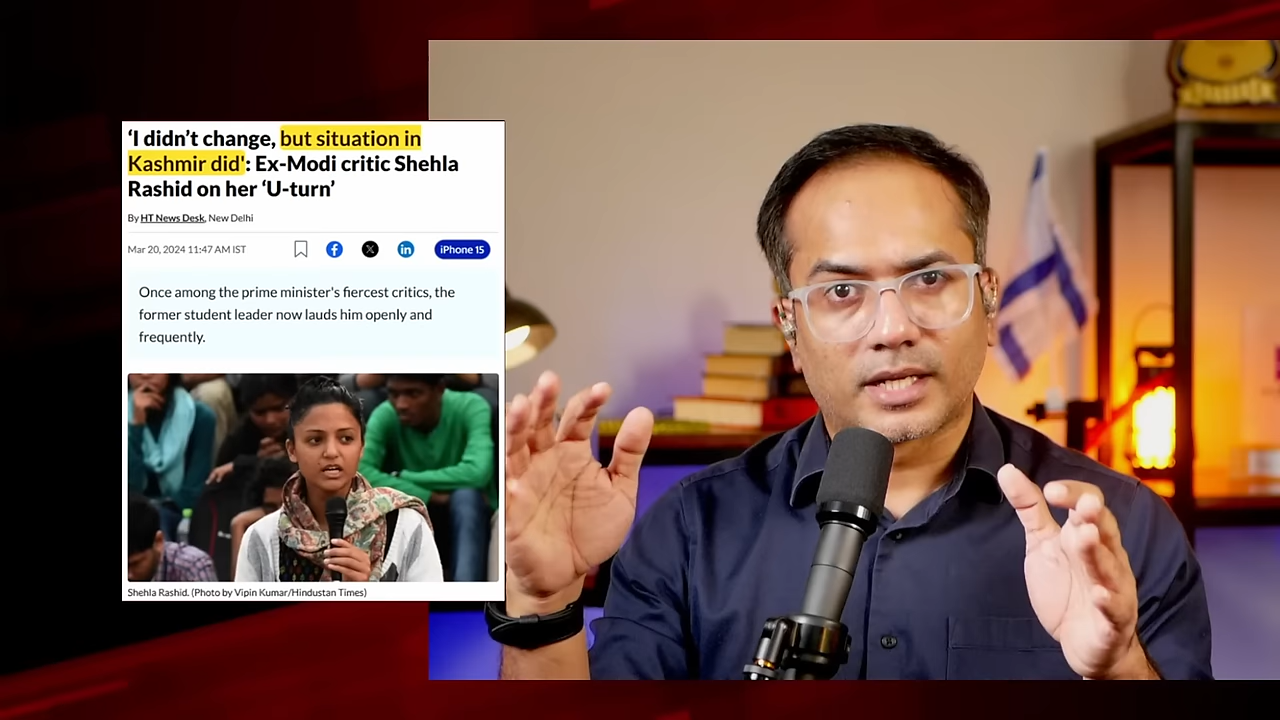 ‘I didn’t change, but situation in
Kashmir did': Ex-Modi critic Shehla
Rashid on her ‘U-turn’
By HT News Desk, New Delhi
Mar 20, 2024 11:47 AM IST
iPhone 15
Once among the prime minister's fiercest critics, the
former student leader now lauds him openly and
frequently.
Shehla Rashid. (Photo by Vipin Kumar/Hindustan Times)